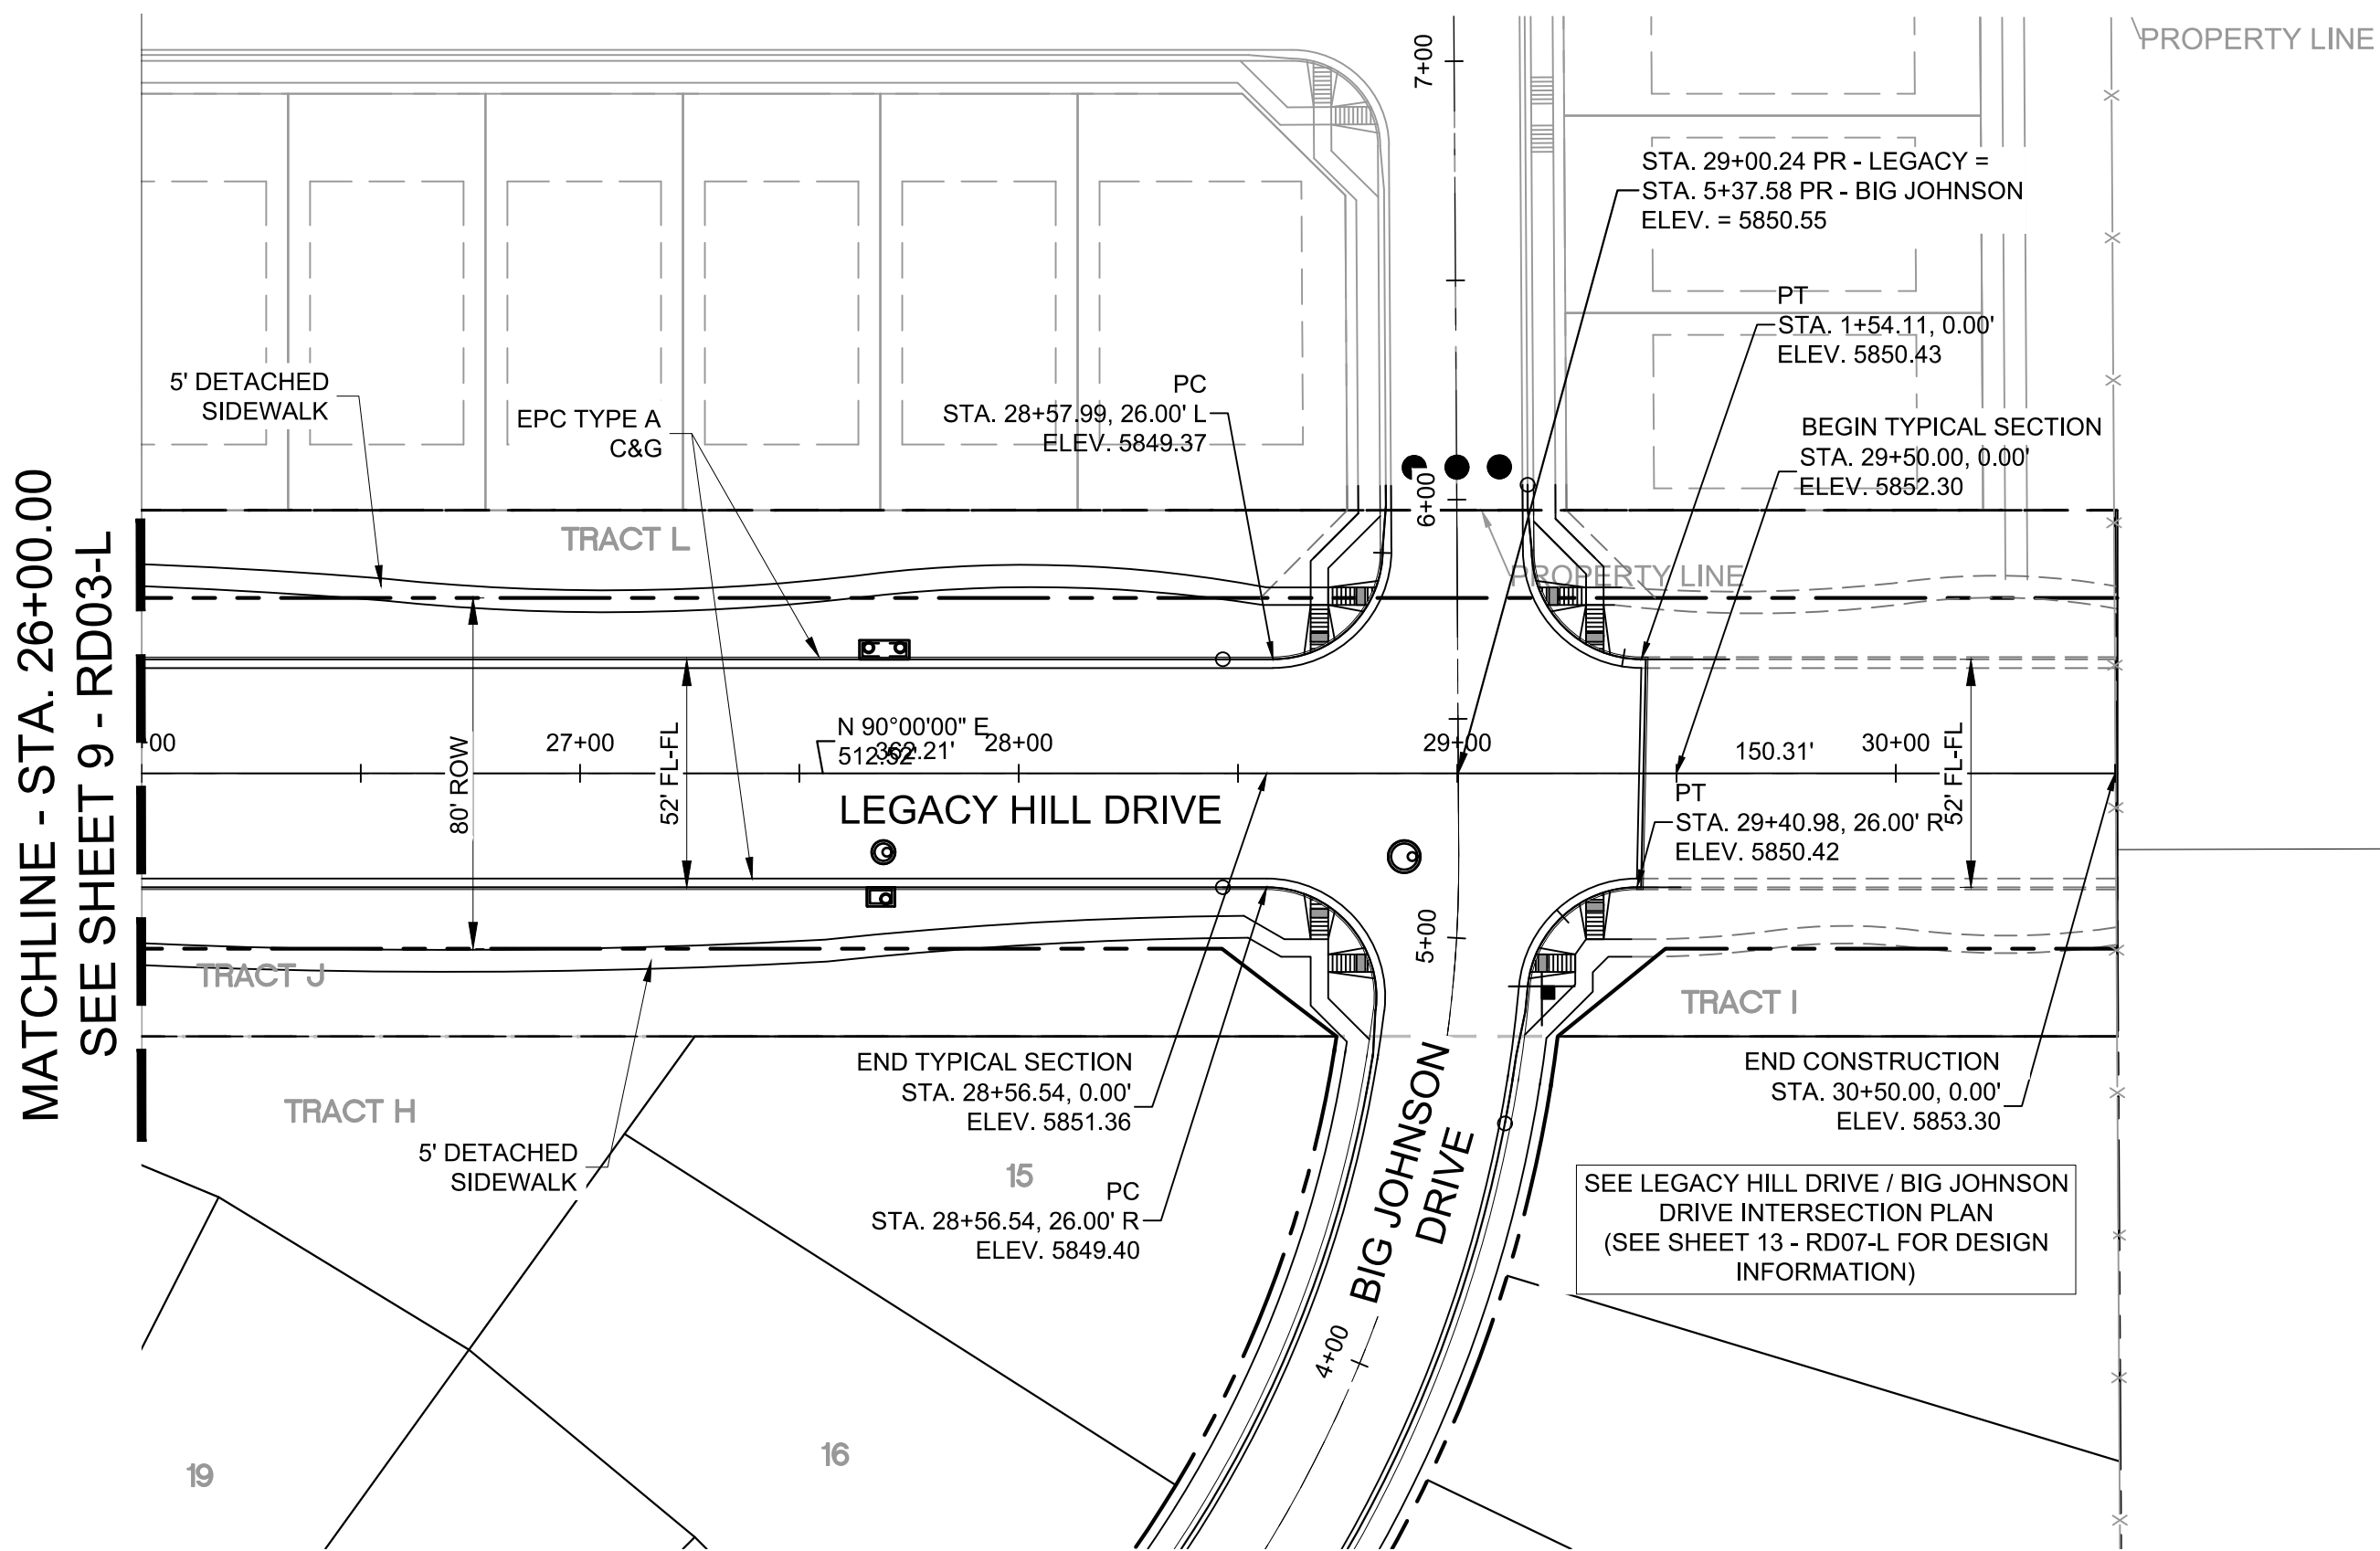 PROPERTY LINE
7+00
STA. 29+00.24 PR - LEGACY =
STA. 5+37.58 PR - BIG JOHNSON
ELEV. = 5850.55
PT
STA. 1+54.11, 0.00'
ELEV. 5850.43
5' DETACHED
SIDEWALK
EPC TYPE A
C&G
PC
STA. 28+57.99, 26.00' L
ELEV. 5849.37
BEGIN TYPICAL SECTION
STA. 29+50.00, 0.00'
ELEV. 5852.30
6+00
MATCHLINE - STA. 26+00.00
SEE SHEET 9 - RD03-L
TRACT L
PROPERTY LINE
+00
80' ROW
27+00
52' FL-FL
N 90°00'00" E
512.52'
362.21'
28+00
29+00
150.31'
30+00
52' FL-FL
LEGACY HILL DRIVE
PT
STA. 29+40.98, 26.00' R
ELEV. 5850.42
5+00
TRACT J
TRACT I
END TYPICAL SECTION
STA. 28+56.54, 0.00'
ELEV. 5851.36
END CONSTRUCTION
STA. 30+50.00, 0.00'
ELEV. 5853.30
TRACT H
5' DETACHED
SIDEWALK
15
PC
STA. 28+56.54, 26.00' R
ELEV. 5849.40
BIG JOHNSON
DRIVE
SEE LEGACY HILL DRIVE / BIG JOHNSON
DRIVE INTERSECTION PLAN
(SEE SHEET 13 - RD07-L FOR DESIGN
INFORMATION)
4+00
16
19